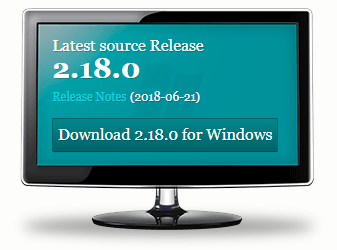 Latest source Release
2.18.0
Release Notes (2018-06-21)
Download 2.18.0 for Windows